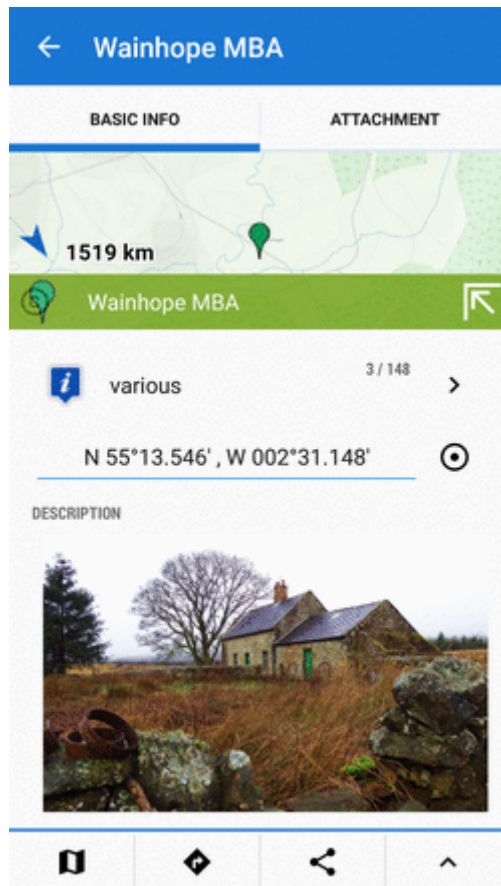 Wainhope MBA
BASIC INFO ATTACHMENT
1519 km
Wainhope MBA
various 3 / 148
N 55°13.546' , W 002°31.148'
DESCRIPTION